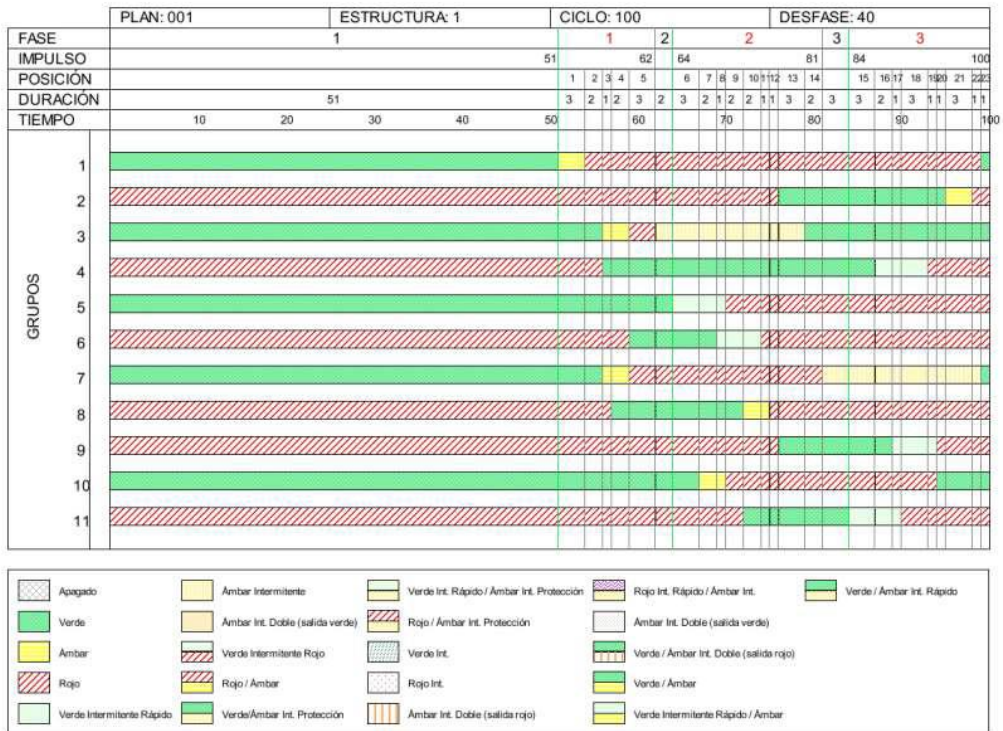 PLAN: 001 ESTRUCTURA: 1 CICLO: 100 DESFASE: 40
FASE 1 1 2 2 3 3
IMPULSO 51 62 64 81 84 100
POSICIÓN 1 2 3 4 5 6 7 8 9 10 11 12 13 14 15 16 17 18 19 20 21 22 23
DURACIÓN 51 3 2 1 2 3 2 3 2 1 2 2 1 1 3 2 3 3 2 1 3 1 1 3 1 1
TIEMPO 10 20 30 40 50 60 70 80 90 100
GRUPOS
1
2
3
4
5
6
7
8
9
10
11
Apagado Ámbar Intermitente Verde Int. Rápido / Ámbar Int. Protección Rojo Int. Rápido / Ámbar Int. Verde / Ámbar Int. Rápido
Verde Ámbar Int. Doble (salida verde) Rojo / Ámbar Int. Protección Ámbar Int. Doble (salida verde)
Ámbar Verde Intermitente Rojo Verde Int. Verde / Ámbar Int. Doble (salida rojo)
Rojo Rojo / Ámbar Rojo Int. Verde / Ámbar
Verde Intermitente Rápido Verde/Ámbar Int. Protección Ámbar Int. Doble (salida rojo) Verde Intermitente Rápido / Ámbar